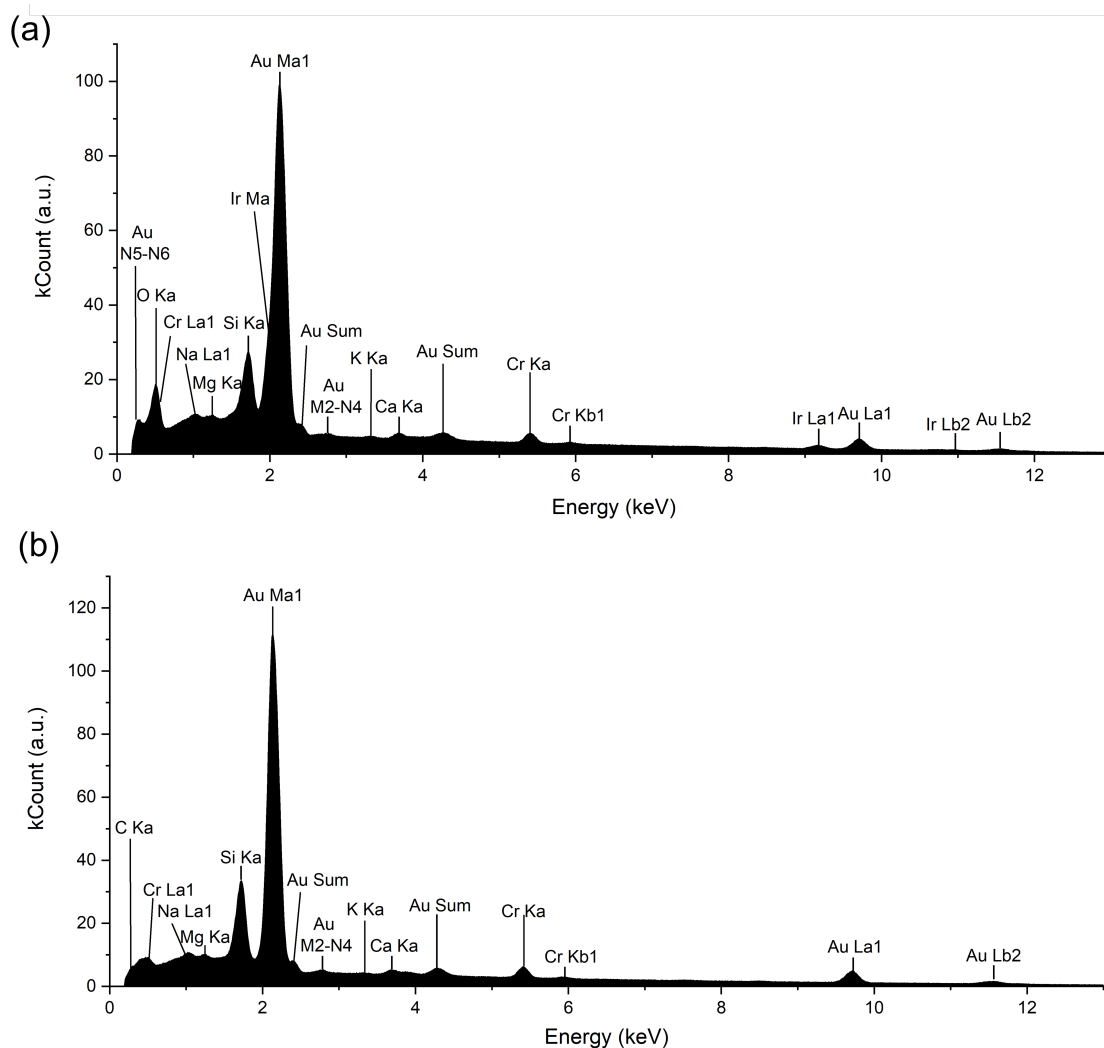 (a)
kCount (a.u.)
100
80
60
40
20
0
Au Ma1
Ir Ma
Au
N5-N6
O Ka
Cr La1
Si Ka
Au Sum
Na La1
Mg Ka
Au
M2-N4
K Ka
Ca Ka
Au Sum
Cr Ka
Cr Kb1
Ir La1
Au La1
Ir Lb2
Au Lb2
0 2 4 6 8 10 12
Energy (keV)
(b)
kCount (a.u.)
120
100
80
60
40
20
0
Au Ma1
C Ka
Si Ka
Cr La1
Au Sum
Na La1
Mg Ka
Au
M2-N4
K Ka
Ca Ka
Au Sum
Cr Ka
Cr Kb1
Au La1
Au Lb2
0 2 4 6 8 10 12
Energy (keV)